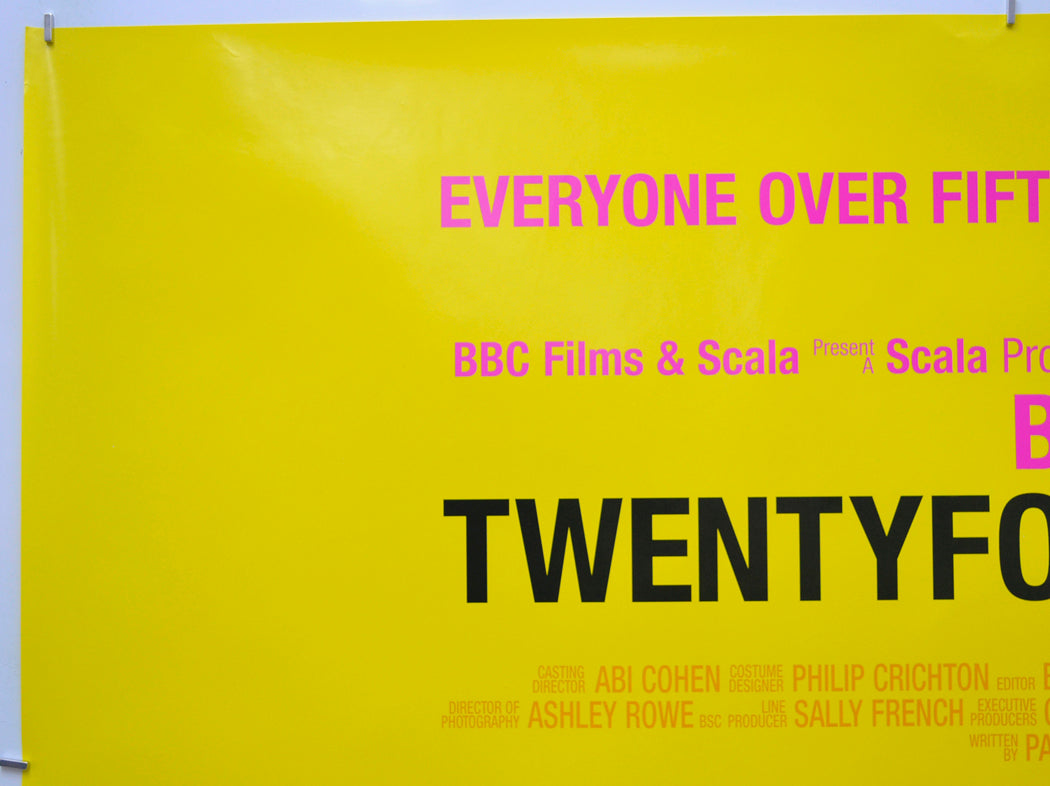 EVERYONE OVER FIFT
BBC Films & Scala Present A Scala Pro
B
TWENTYFO
CASTING DIRECTOR ABI COHEN COSTUME DESIGNER PHILIP CRICHTON EDITOR
DIRECTOR OF PHOTOGRAPHY ASHLEY ROWE BSC LINE PRODUCER SALLY FRENCH EXECUTIVE PRODUCERS
WRITTEN BY PA